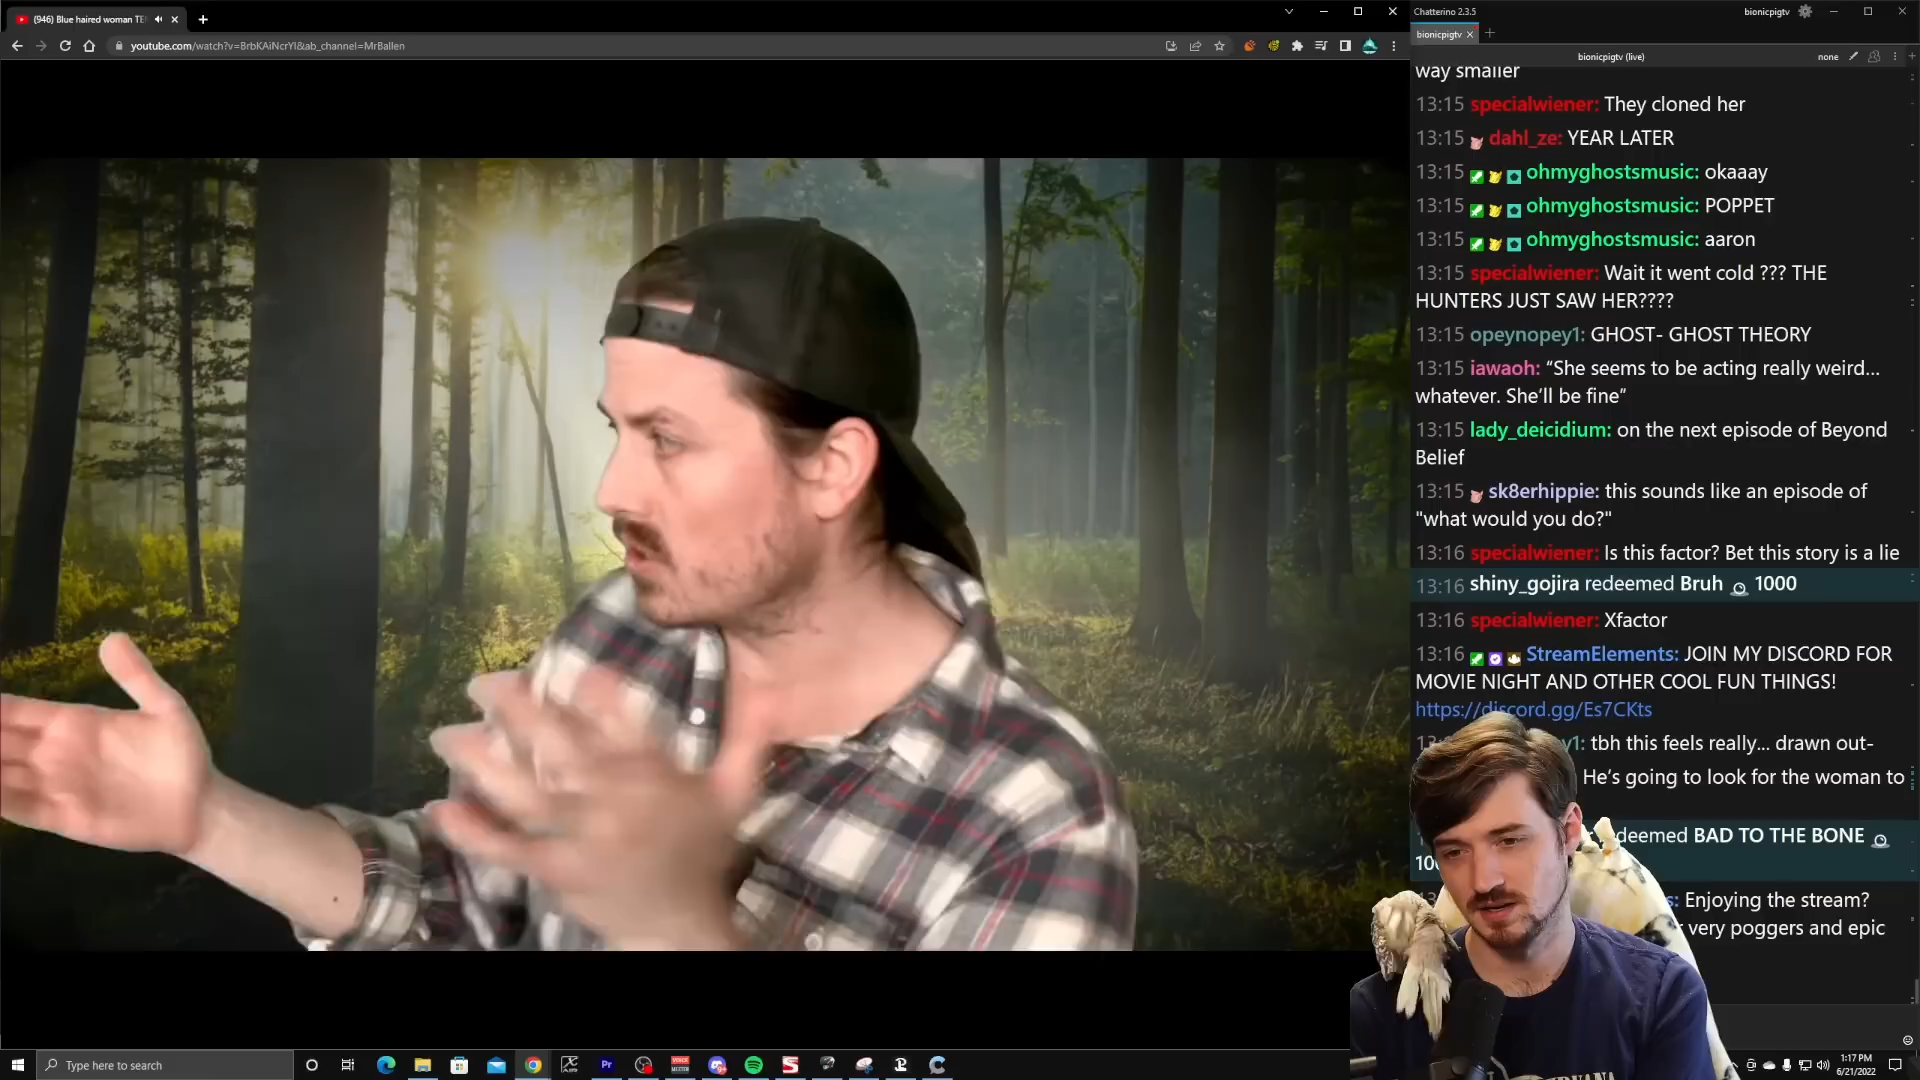 (946) Blue haired woman TE
youtube.com/watch?v=BrbKAiNcrYI&ab_channel=MrBallen
Chatterino 2.3.5
bionicpigtv
bionicpigtv
bionicpigtv (live)
none
way smaller
13:15 specialwiener: They cloned her
13:15 dahl_ze: YEAR LATER
13:15 ohmyghostsmusic: okaaay
13:15 ohmyghostsmusic: POPPET
13:15 ohmyghostsmusic: aaron
13:15 specialwiener: Wait it went cold ??? THE
HUNTERS JUST SAW HER????
13:15 opeynopey1: GHOST- GHOST THEORY
13:15 iawaoh: “She seems to be acting really weird...
whatever. She’ll be fine”
13:15 lady_deicidium: on the next episode of Beyond
Belief
13:15 sk8erhippie: this sounds like an episode of
"what would you do?"
13:16 specialwiener: Is this factor? Bet this story is a lie
13:16 shiny_gojira redeemed Bruh 1000
13:16 specialwiener: Xfactor
13:16 StreamElements: JOIN MY DISCORD FOR
MOVIE NIGHT AND OTHER COOL FUN THINGS!
https://discord.gg/Es7CKts
y1: tbh this feels really... drawn out-
He’s going to look for the woman to
deemed BAD TO THE BONE
s: Enjoying the stream?
very poggers and epic
Type here to search
Pr
1:17 PM
6/21/2022